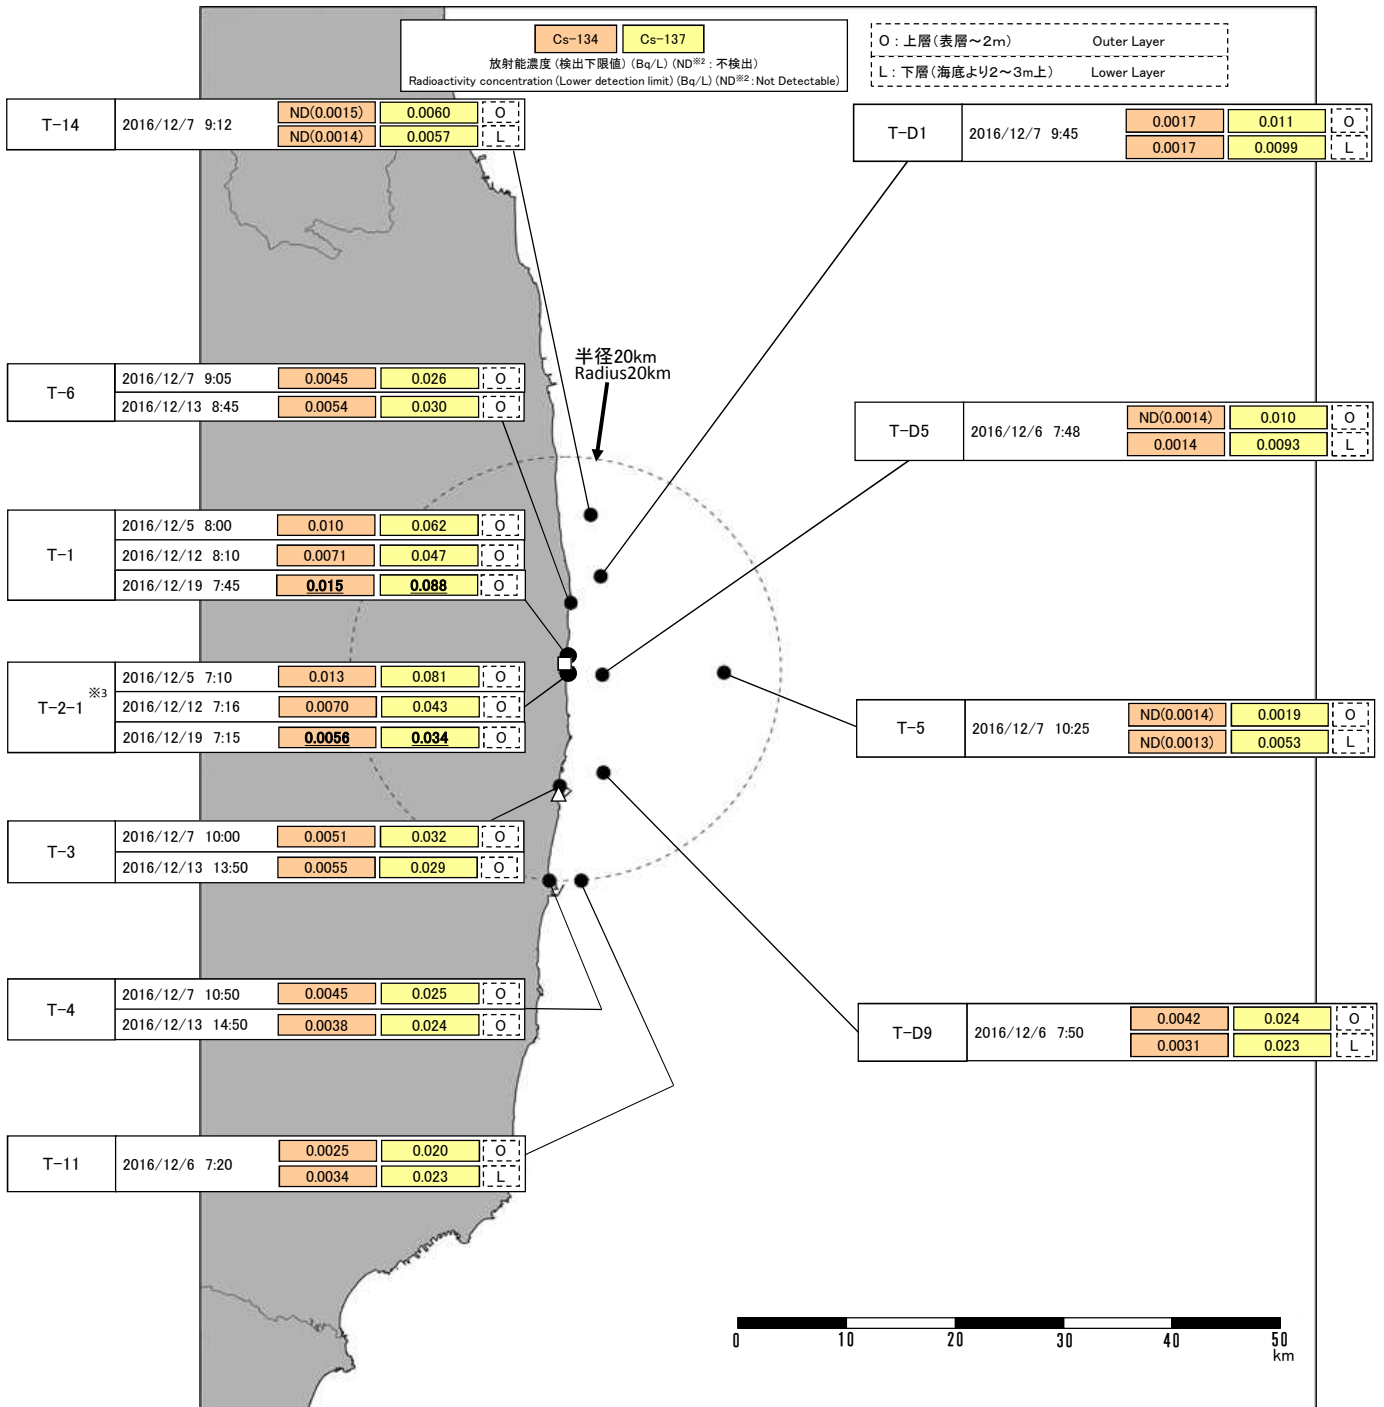 Cs-134 Cs-137
放射能濃度(検出下限値)(Bq/L)(ND※2:不検出)
Radioactivity concentration(Lower detection limit)(Bq/L)(ND※2:Not Detectable)
O:上層(表層～2m) Outer Layer
L:下層(海底より2～3m上) Lower Layer
T-14 2016/12/7 9:12 ND(0.0015) 0.0060 O
ND(0.0014) 0.0057 L
T-D1 2016/12/7 9:45 0.0017 0.011 O
0.0017 0.0099 L
半径20km
Radius20km
T-6 2016/12/7 9:05 0.0045 0.026 O
2016/12/13 8:45 0.0054 0.030 O
T-D5 2016/12/6 7:48 ND(0.0014) 0.010 O
0.0014 0.0093 L
T-1 2016/12/5 8:00 0.010 0.062 O
2016/12/12 8:10 0.0071 0.047 O
2016/12/19 7:45 0.015 0.088 O
T-2-1※3 2016/12/5 7:10 0.013 0.081 O
2016/12/12 7:16 0.0070 0.043 O
2016/12/19 7:15 0.0056 0.034 O
T-5 2016/12/7 10:25 ND(0.0014) 0.0019 O
ND(0.0013) 0.0053 L
T-3 2016/12/7 10:00 0.0051 0.032 O
2016/12/13 13:50 0.0055 0.029 O
T-4 2016/12/7 10:50 0.0045 0.025 O
2016/12/13 14:50 0.0038 0.024 O
T-D9 2016/12/6 7:50 0.0042 0.024 O
0.0031 0.023 L
T-11 2016/12/6 7:20 0.0025 0.020 O
0.0034 0.023 L
0 10 20 30 40 50
km